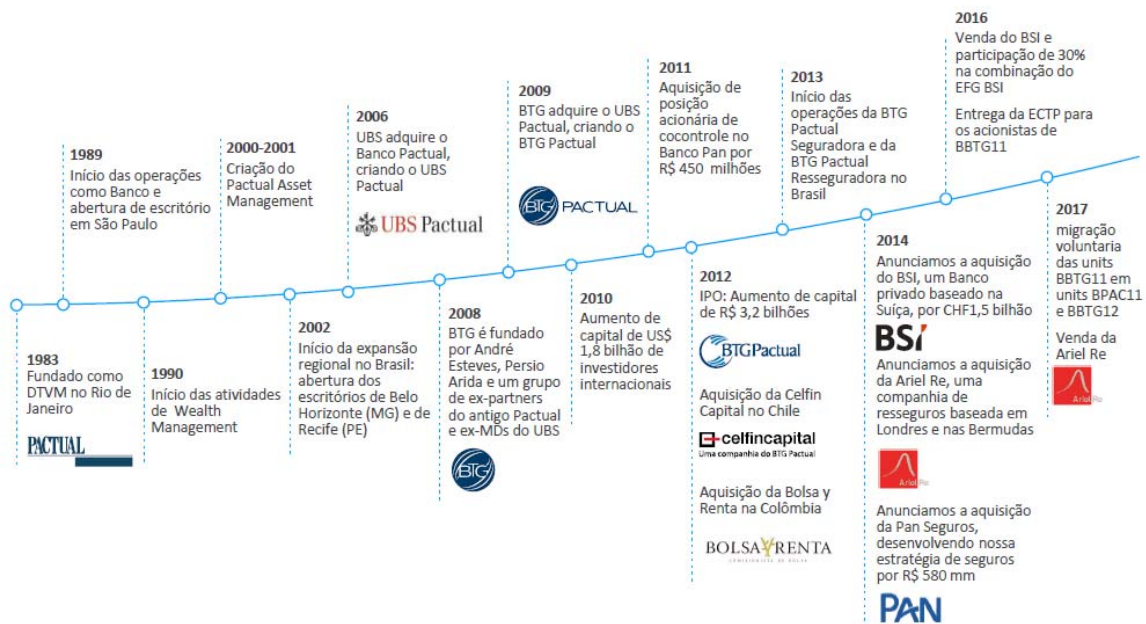 1983
Fundado como
DTVM no Rio de
Janeiro
PACTUAL
1989
Início das operações
como Banco e
abertura de escritório
em São Paulo
1990
Início das atividades
de Wealth
Management
2000-2001
Criação do
Pactual Asset
Management
2002
Início da expansão
regional no Brasil:
abertura dos
escritórios de Belo
Horizonte (MG) e de
Recife (PE)
2006
UBS adquire o
Banco Pactual,
criando o UBS
Pactual
UBS Pactual
2008
BTG é fundado
por André
Esteves, Persio
Arida e um grupo
de ex-partners
do antigo Pactual
e ex-MDs do UBS
BTG
2009
BTG adquire o UBS
Pactual, criando o
BTG Pactual
BTG PACTUAL
2010
Aumento de
capital de US$
1,8 bilhão de
investidores
internacionais
2011
Aquisição de
posição
acionária de
cocontrole no
Banco Pan por
R$ 450 milhões
2012
IPO: Aumento de capital
de R$ 3,2 bilhões
BTGPactual
Aquisição da Celfin
Capital no Chile
celfincapital
Uma companhia do BTG Pactual
Aquisição da Bolsa y
Renta na Colômbia
BOLSA Y RENTA
2013
Início das
operações da BTG
Pactual
Seguradora e da
BTG Pactual
Resseguradora no
Brasil
2014
Anunciamos a aquisição
do BSI, um Banco
privado baseado na
Suíça, por CHF1,5 bilhão
BSI
Anunciamos a aquisição
da Ariel Re, uma
companhia de
resseguros baseada em
Londres e nas Bermudas
Ariel Re
Anunciamos a aquisição
da Pan Seguros,
desenvolvendo nossa
estratégia de seguros
por R$ 580 mm
PAN
2016
Venda do BSI e
participação de 30%
na combinação do
EFG BSI
Entrega da ECTP para
os acionistas de
BBTG11
2017
migração
voluntaria
das units
BBTG11 em
units BPAC11
e BBTG12
Venda da
Ariel Re
Ariel Re